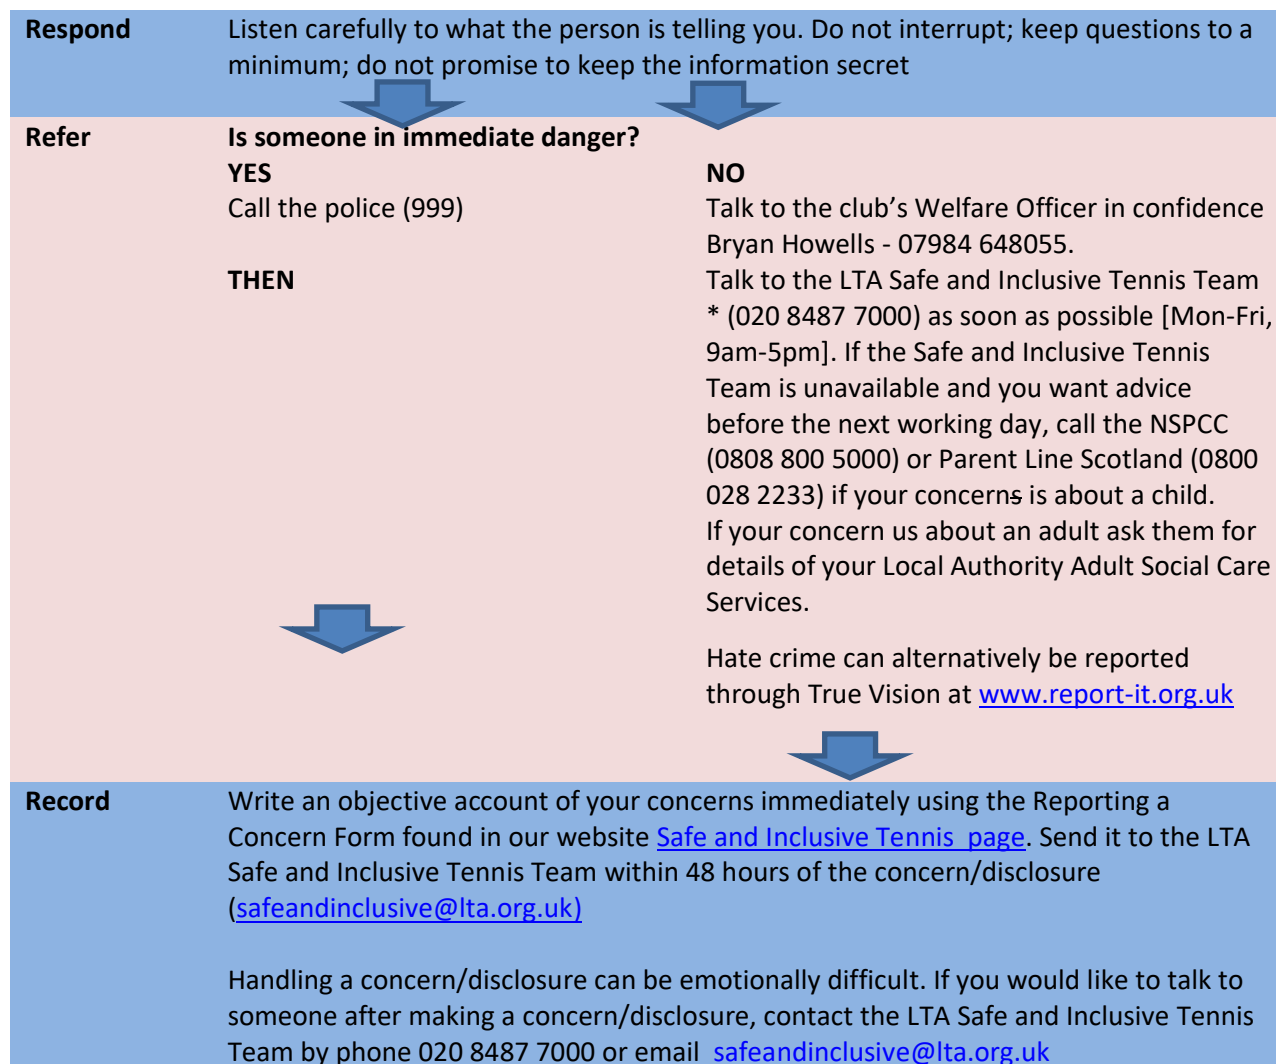 Respond
Listen carefully to what the person is telling you. Do not interrupt; keep questions to a
minimum; do not promise to keep the information secret
Refer
Is someone in immediate danger?
YES
Call the police (999)
THEN
NO
Talk to the club’s Welfare Officer in confidence
Bryan Howells - 07984 648055.
Talk to the LTA Safe and Inclusive Tennis Team
* (020 8487 7000) as soon as possible [Mon-Fri,
9am-5pm]. If the Safe and Inclusive Tennis
Team is unavailable and you want advice
before the next working day, call the NSPCC
(0808 800 5000) or Parent Line Scotland (0800
028 2233) if your concerns is about a child.
If your concern us about an adult ask them for
details of your Local Authority Adult Social Care
Services.
Hate crime can alternatively be reported
through True Vision at www.report-it.org.uk
Record
Write an objective account of your concerns immediately using the Reporting a
Concern Form found in our website Safe and Inclusive Tennis  page. Send it to the LTA
Safe and Inclusive Tennis Team within 48 hours of the concern/disclosure
(safeandinclusive@lta.org.uk)
Handling a concern/disclosure can be emotionally difficult. If you would like to talk to
someone after making a concern/disclosure, contact the LTA Safe and Inclusive Tennis
Team by phone 020 8487 7000 or email  safeandinclusive@lta.org.uk